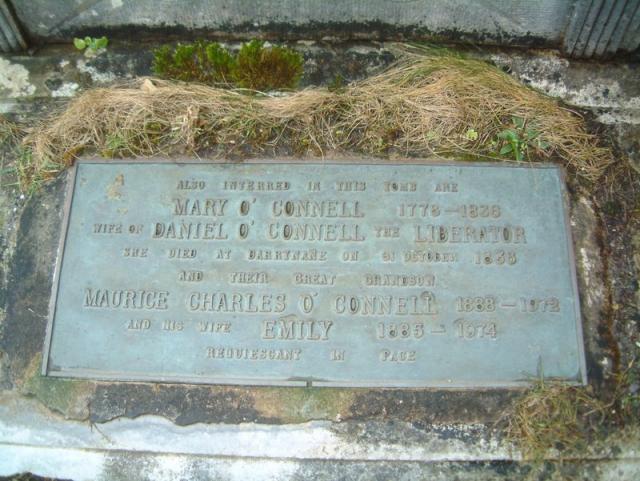 ALSO INTERRED IN THIS TOMB ARE
MARY O' CONNELL 1778-1836
WIFE OF DANIEL O' CONNELL THE LIBERATOR
SHE DIED AT DARRYNANE ON 31 OCTOBER 1836
AND THEIR GREAT GRANDSON
MAURICE CHARLES O' CONNELL 1888-1972
AND HIS WIFE EMILY 1885-1974
REQUIESCANT IN PACE